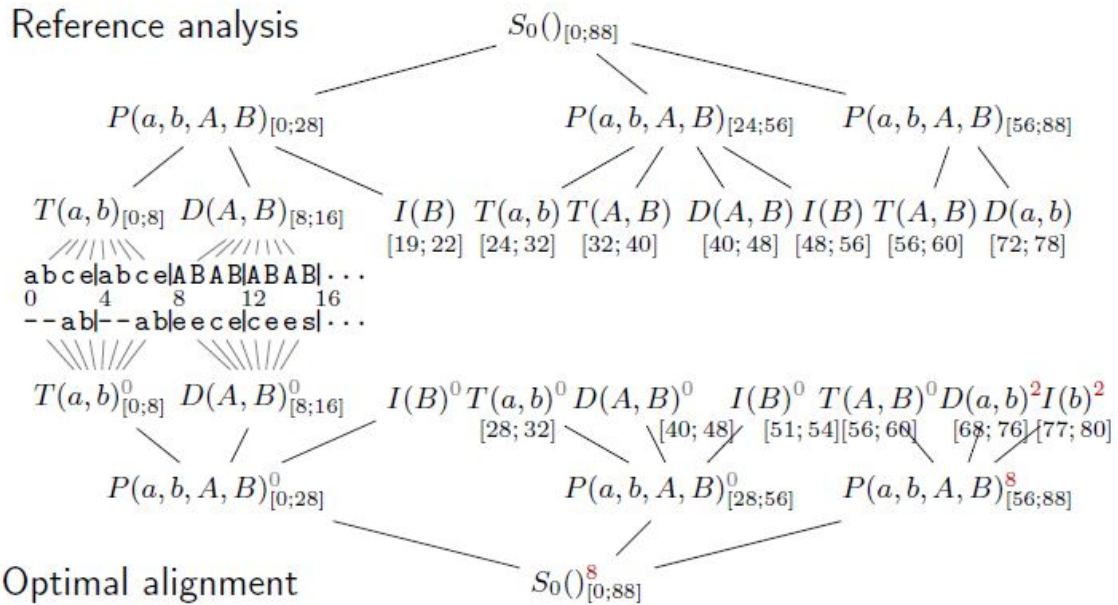 Reference analysis
S₀()[0;88]
P(a, b, A, B)[0;28] P(a, b, A, B)[24;56] P(a, b, A, B)[56;88]
T(a, b)[0;8] D(A, B)[8;16] I(B) T(a, b) T(A, B) D(A, B) I(B) T(A, B) D(a, b)
[19; 22] [24; 32] [32; 40] [40; 48] [48; 56] [56; 60] [72; 78]
abce|abce|ABAB|ABAB|···
0 4 8 12 16
--ab|--ab|eece|cees|···
T(a, b)⁰[0;8] D(A, B)⁰[8;16] I(B)⁰ T(a, b)⁰ D(A, B)⁰ I(B)⁰ T(A, B)⁰ D(a, b)² I(b)²
[28; 32] [40; 48] [51; 54] [56; 60] [68; 76] [77; 80]
P(a, b, A, B)⁰[0;28] P(a, b, A, B)⁰[28;56] P(a, b, A, B)⁸[56;88]
S₀()⁸[0;88]
Optimal alignment